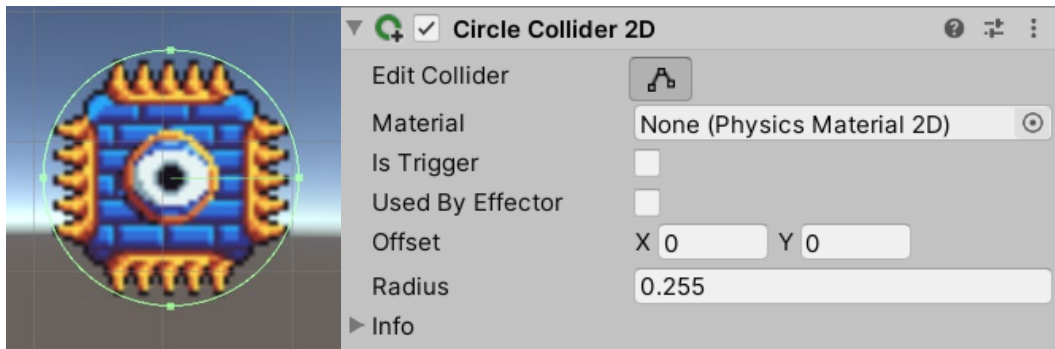 Circle Collider 2D
Edit Collider
Material None (Physics Material 2D)
Is Trigger
Used By Effector
Offset X 0 Y 0
Radius 0.255
Info